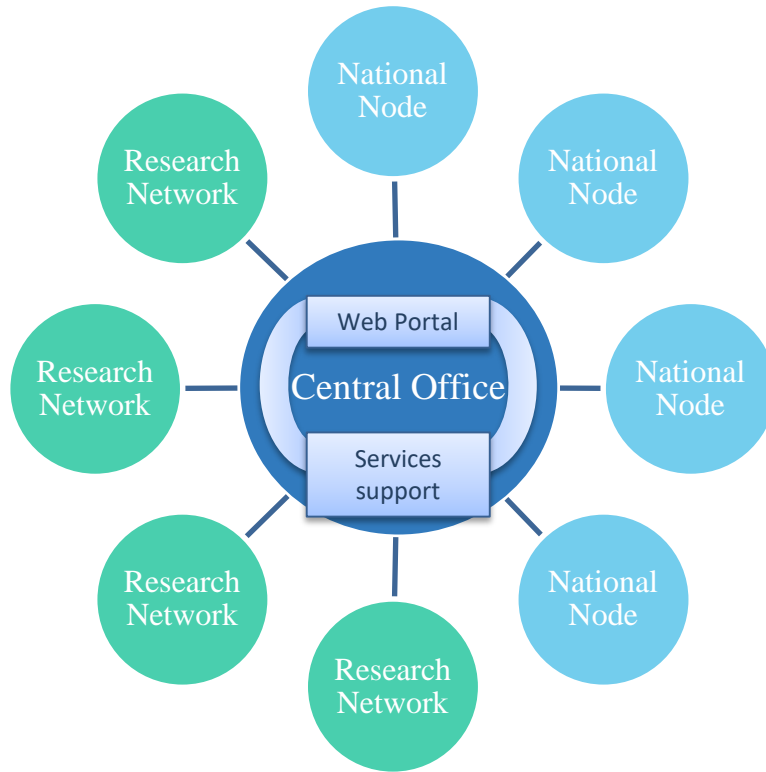 National
Node
Research
Network
National
Node
Web Portal
Research
Network
Central Office
National
Node
Services
support
Research
Network
National
Node
Research
Network